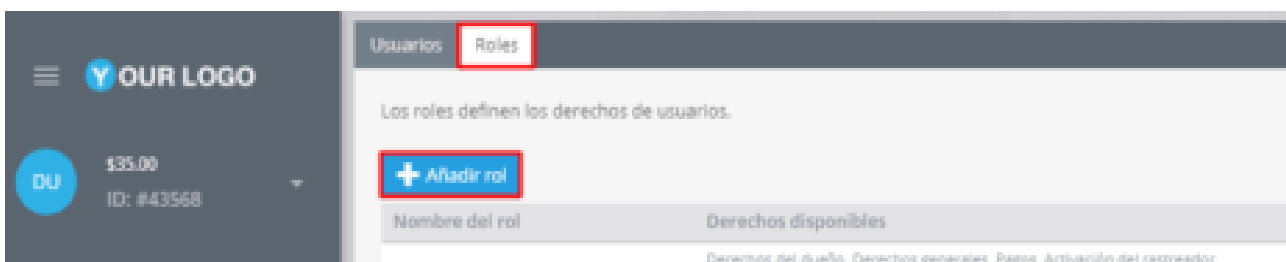 YOUR LOGO
DU
$35.00
ID: #43568
Usuarios Roles
Los roles definen los derechos de usuarios.
Añadir rol
Nombre del rol Derechos disponibles
Derechos del dueño, Derechos generales, Pagos, Activación del rastreador